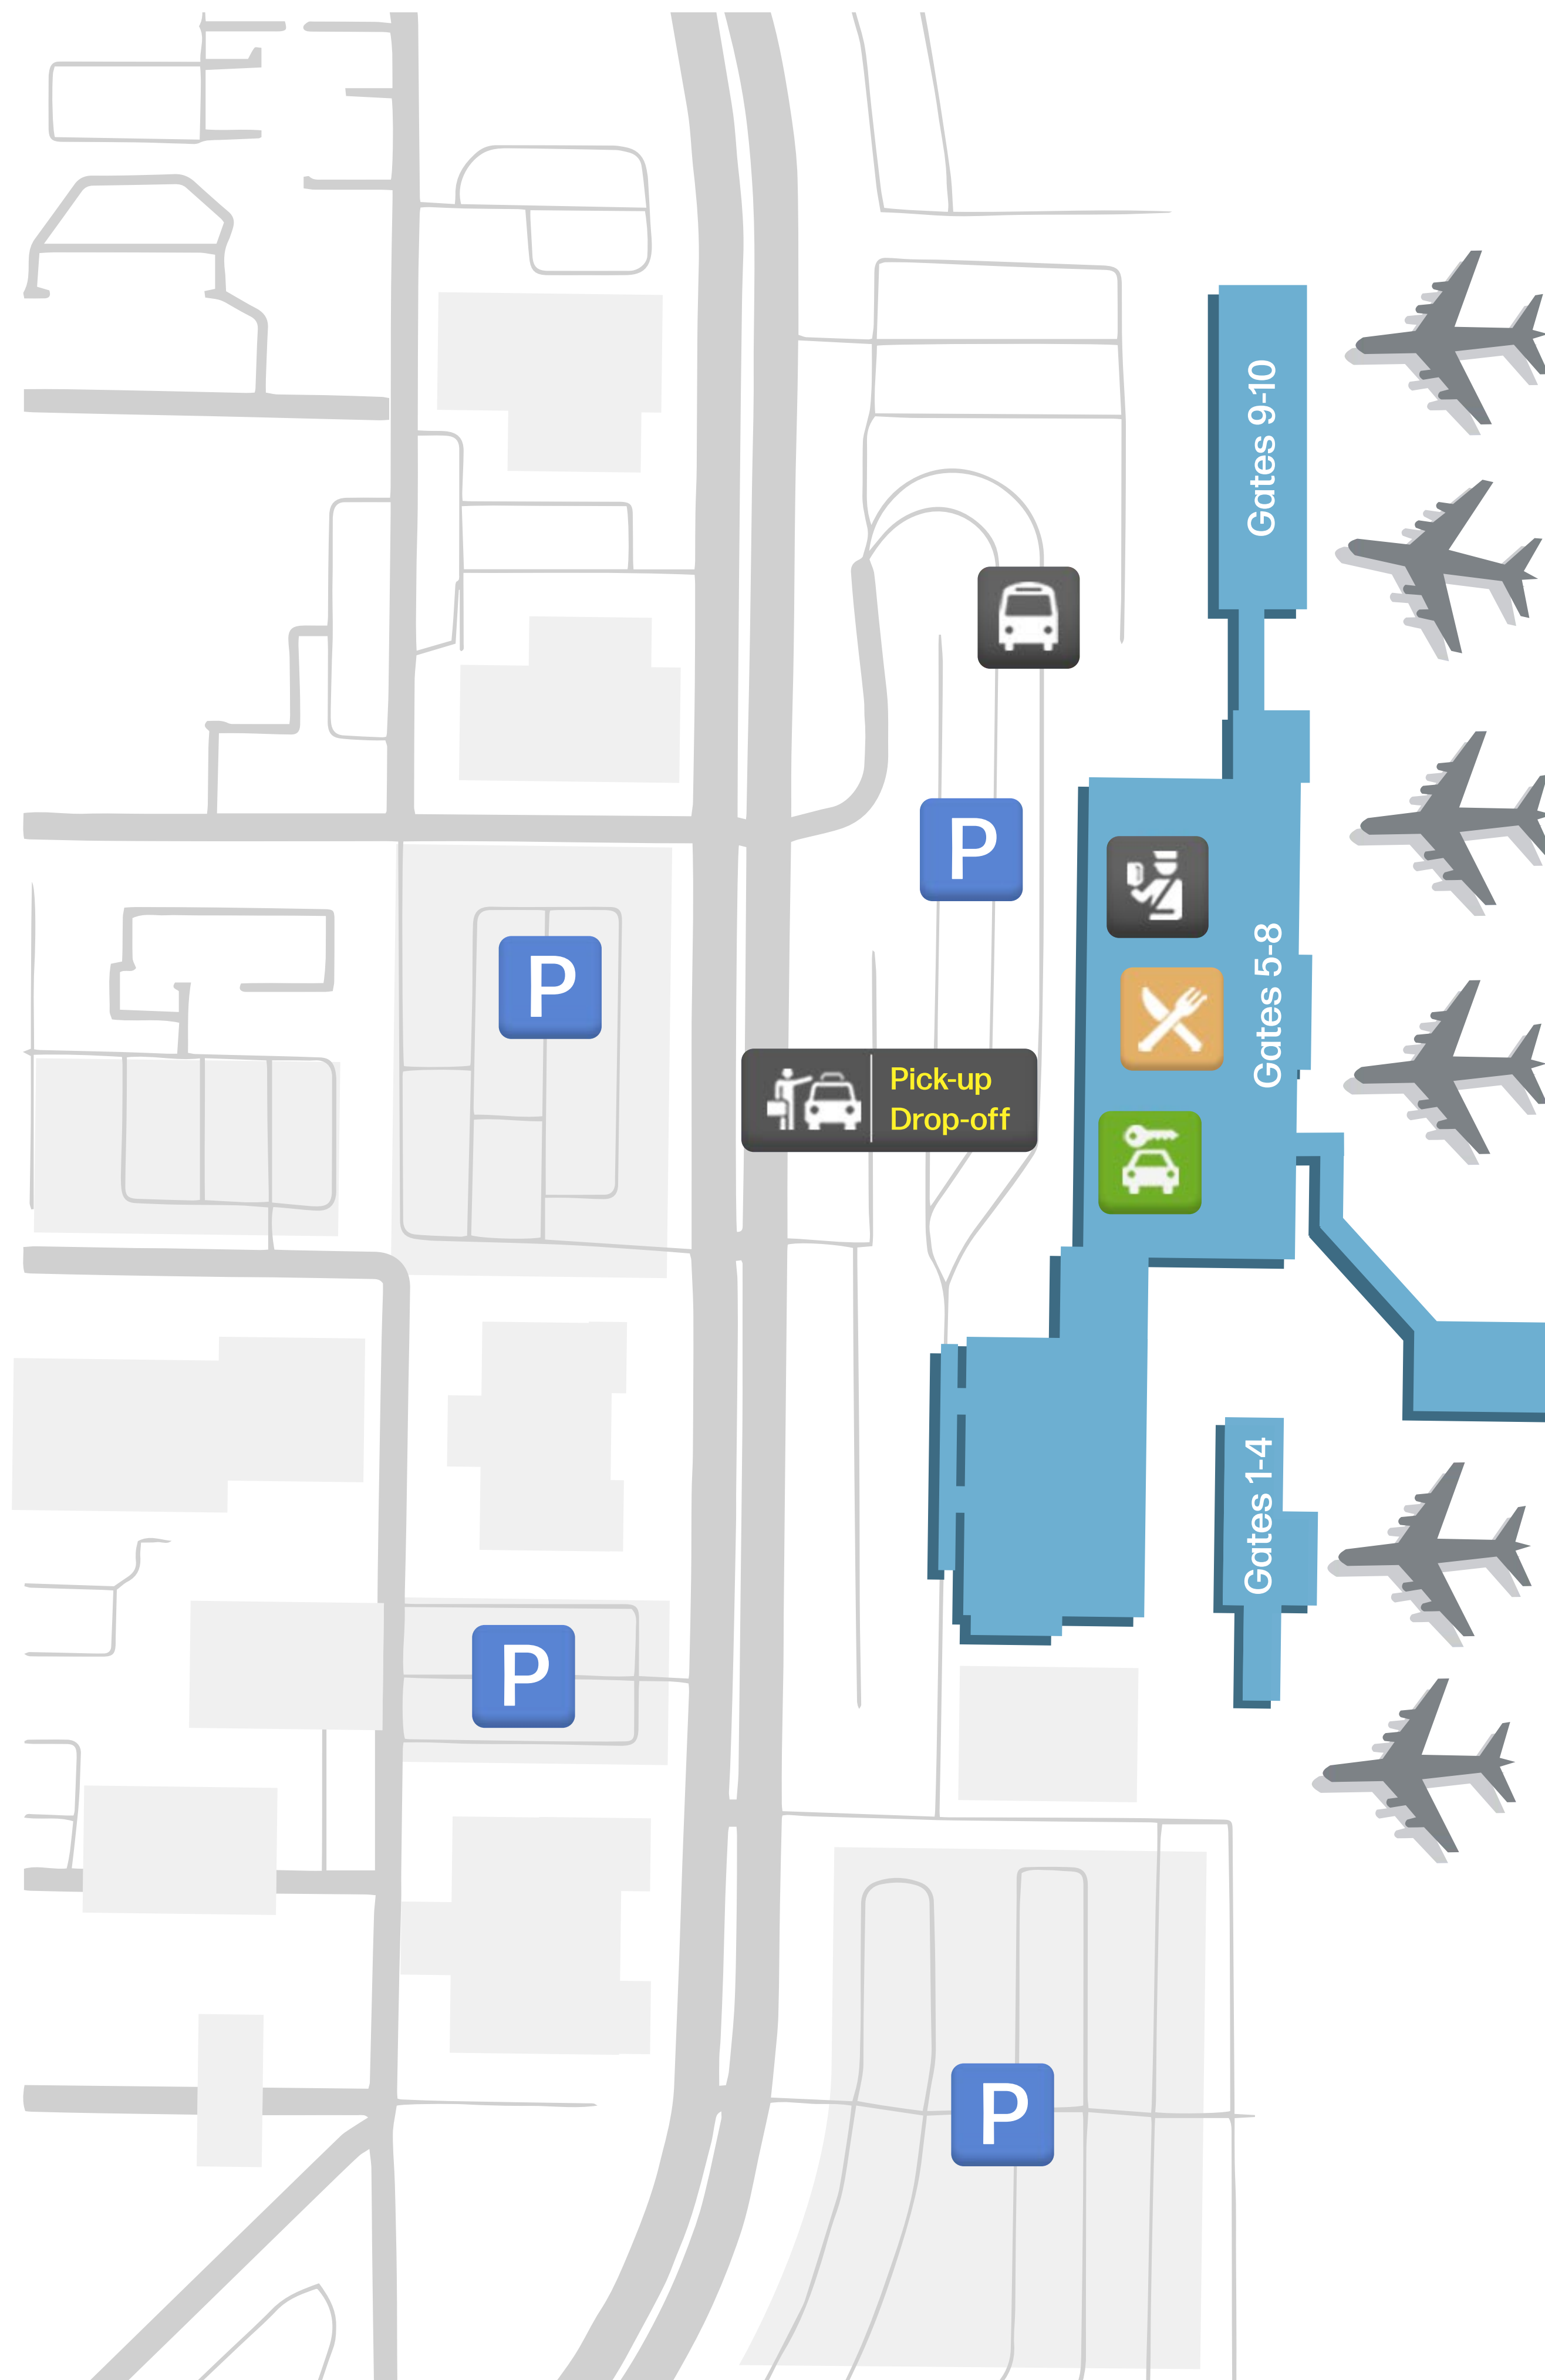 Gates 9-10
P
Gates 5-8
P
Pick-up
Drop-off
Gates 1-4
P
P